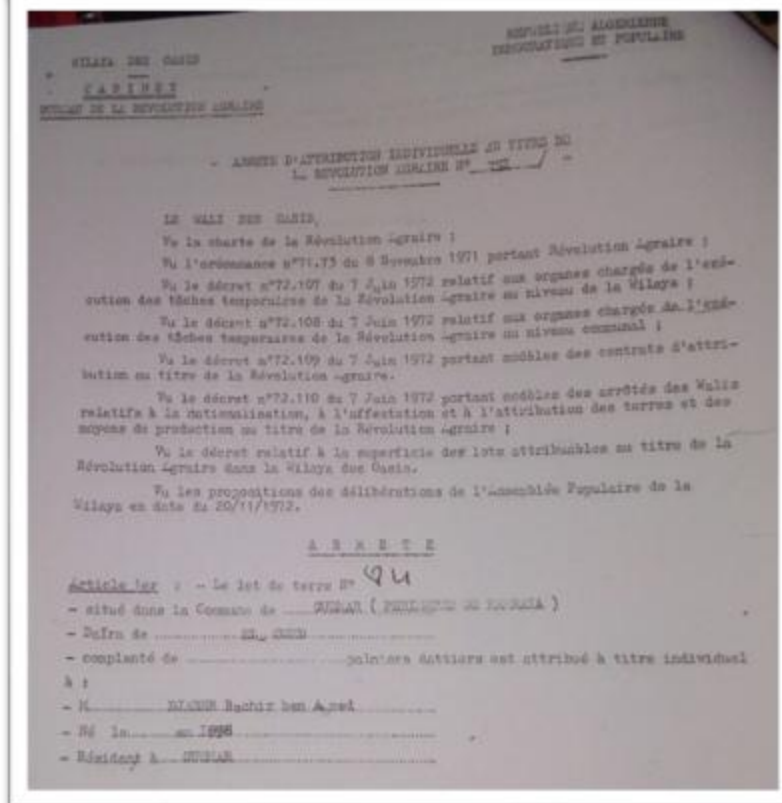 REPUBLIQUE ALGERIENNE
DEMOCRATIQUE ET POPULAIRE
WILAYA DES OASIS
CABINET
BUREAU DE LA REVOLUTION AGRAIRE
- ARRETE D'ATTRIBUTION INDIVIDUELLE AU TITRE DE
LA REVOLUTION AGRAIRE N°
LE WALI DES OASIS,
Vu la charte de la Révolution Agraire ;
Vu l'ordonnance n°71.73 du 8 Novembre 1971 portant Révolution Agraire ;
Vu le décret n°72.107 du 7 Juin 1972 relatif aux organes chargés de l'exé-
cution des tâches temporaires de la Révolution Agraire au niveau de la Wilaya ;
Vu le décret n°72.108 du 7 Juin 1972 relatif aux organes chargés de l'exé-
cution des tâches temporaires de la Révolution Agraire au niveau communal ;
Vu le décret n°72.109 du 7 Juin 1972 portant modèles des contrats d'attri-
bution au titre de la Révolution Agraire.
Vu le décret n°72.110 du 7 Juin 1972 portant modèles des arrêtés des Walis
relatifs à la nationalisation, à l'affectation et à l'attribution des terres et des
moyens de production au titre de la Révolution Agraire ;
Vu le décret relatif à la superficie des lots attribuables au titre de la
Révolution Agraire dans la Wilaya des Oasis.
Vu les propositions des délibérations de l'Assemblée Populaire de la
Wilaya en date du 20/11/1972.
A R R E T E
Article 1er : - Le lot de terre N°
- situé dans la Commune de GUEMAR (
- Daïra de EL OUED
- complanté de palmiers dattiers est attribué à titre individuel
à :
- M Bachir ben
- Né le en
- Résident à GUEMAR